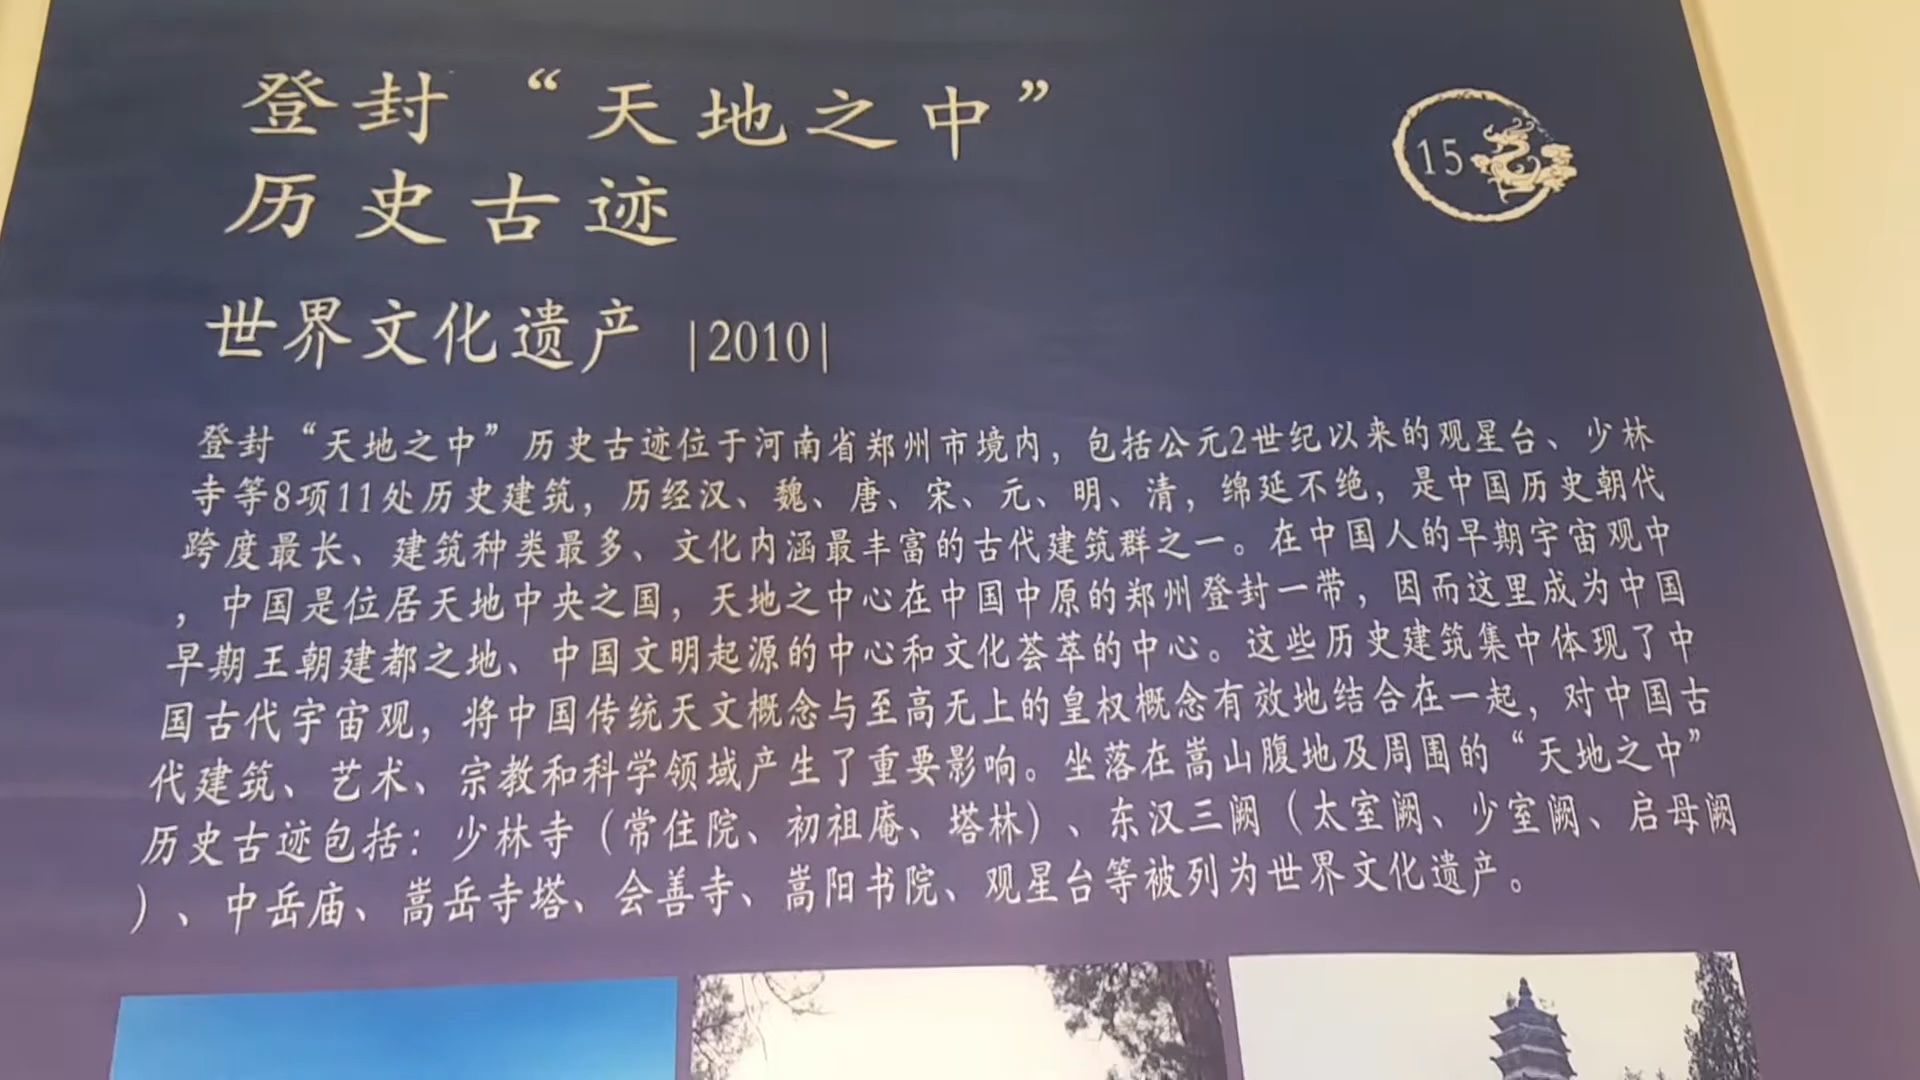 登封“天地之中”
历史古迹
15
世界文化遗产 |2010|
登封“天地之中”历史古迹位于河南省郑州市境内，包括公元2世纪以来的观星台、少林
寺等8项11处历史建筑，历经汉、魏、唐、宋、元、明、清，绵延不绝，是中国历史朝代
跨度最长、建筑种类最多、文化内涵最丰富的古代建筑群之一。在中国人的早期宇宙观中
，中国是位居天地中央之国，天地之中心在中国中原的郑州登封一带，因而这里成为中国
早期王朝建都之地、中国文明起源的中心和文化荟萃的中心。这些历史建筑集中体现了中
国古代宇宙观，将中国传统天文概念与至高无上的皇权概念有效地结合在一起，对中国古
代建筑、艺术、宗教和科学领域产生了重要影响。坐落在嵩山腹地及周围的“天地之中”
历史古迹包括：少林寺（常住院、初祖庵、塔林）、东汉三阙（太室阙、少室阙、启母阙
）、中岳庙、嵩岳寺塔、会善寺、嵩阳书院、观星台等被列为世界文化遗产。